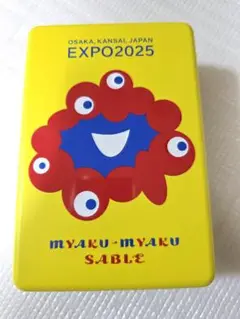 OSAKA, KANSAI, JAPAN
EXPO2025
MYAKU-MYAKU
SABLE